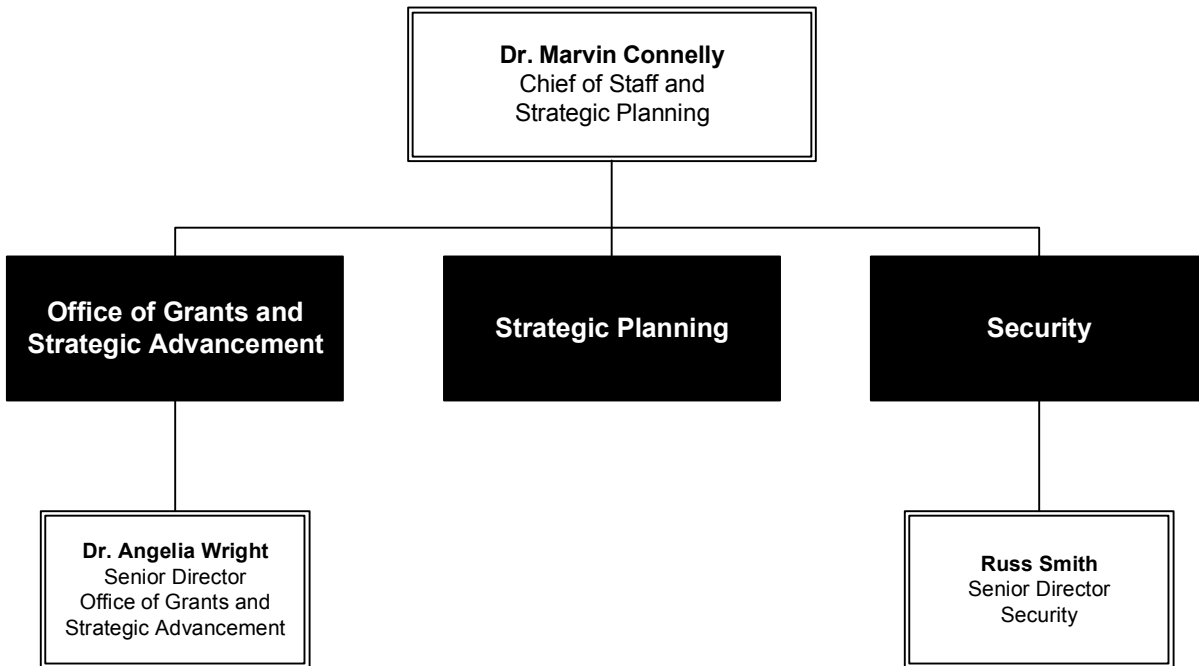 Dr. Marvin Connelly
Chief of Staff and
Strategic Planning
Office of Grants and
Strategic Advancement
Strategic Planning
Security
Dr. Angelia Wright
Senior Director
Office of Grants and
Strategic Advancement
Russ Smith
Senior Director
Security